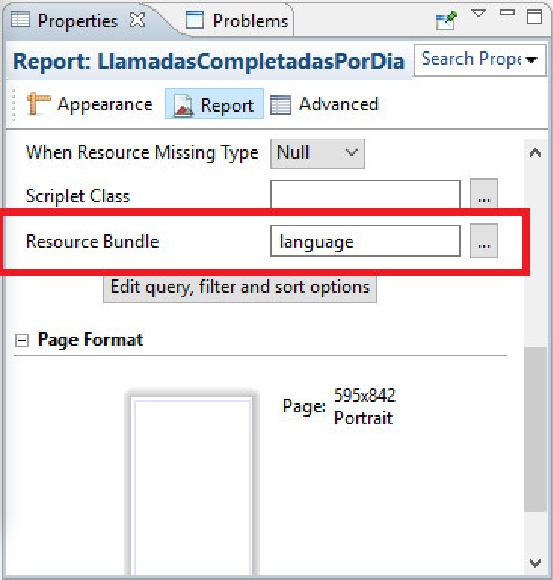 Properties Problems
Report: LlamadasCompletadasPorDia Search Prope
Appearance Report Advanced
When Resource Missing Type Null
Scriplet Class ...
Resource Bundle language ...
Edit query, filter and sort options
Page Format
Page: 595x842
Portrait